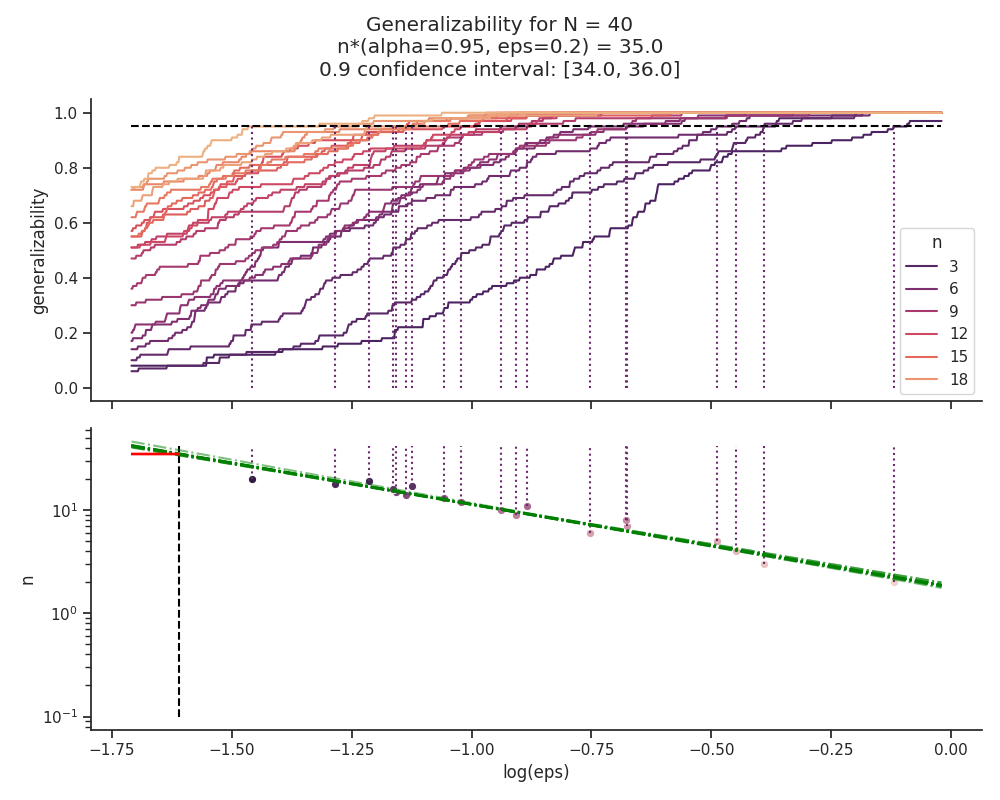 Generalizability for N = 40
n*(alpha=0.95, eps=0.2) = 35.0
0.9 confidence interval: [34.0, 36.0]
1.0
0.8
0.6
0.4
0.2
0.0
generalizability
n
3
6
9
12
15
18
10¹
10⁰
10⁻¹
n
−1.75 −1.50 −1.25 −1.00 −0.75 −0.50 −0.25 0.00
log(eps)